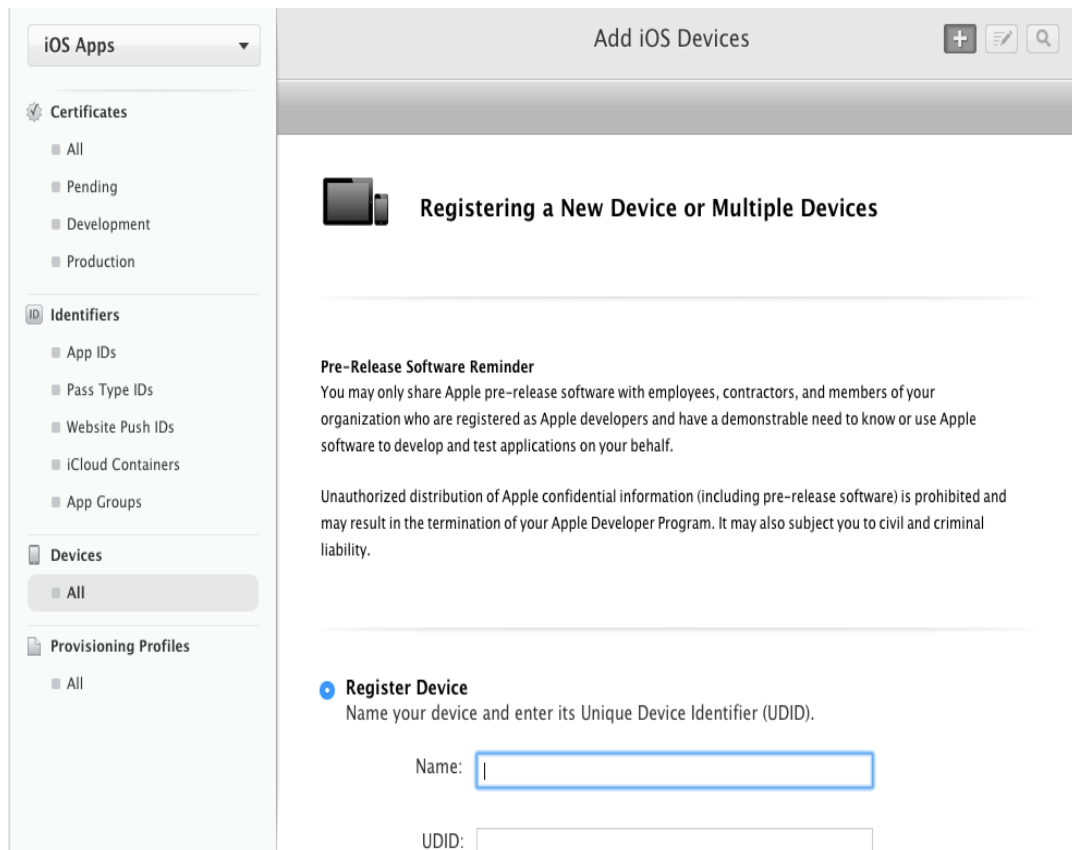 iOS Apps
Add iOS Devices
Certificates
All
Pending
Development
Production
ID Identifiers
App IDs
Pass Type IDs
Website Push IDs
iCloud Containers
App Groups
Devices
All
Provisioning Profiles
All
Registering a New Device or Multiple Devices
Pre-Release Software Reminder
You may only share Apple pre-release software with employees, contractors, and members of your
organization who are registered as Apple developers and have a demonstrable need to know or use Apple
software to develop and test applications on your behalf.
Unauthorized distribution of Apple confidential information (including pre-release software) is prohibited and
may result in the termination of your Apple Developer Program. It may also subject you to civil and criminal
liability.
Register Device
Name your device and enter its Unique Device Identifier (UDID).
Name:
UDID: